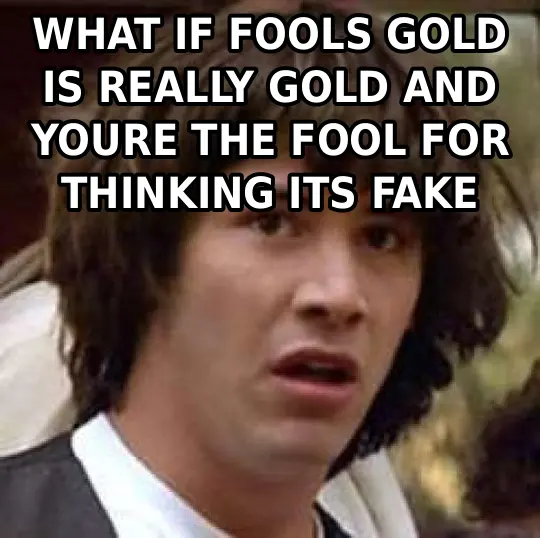 WHAT IF FOOLS GOLD
IS REALLY GOLD AND
YOURE THE FOOL FOR
THINKING ITS FAKE